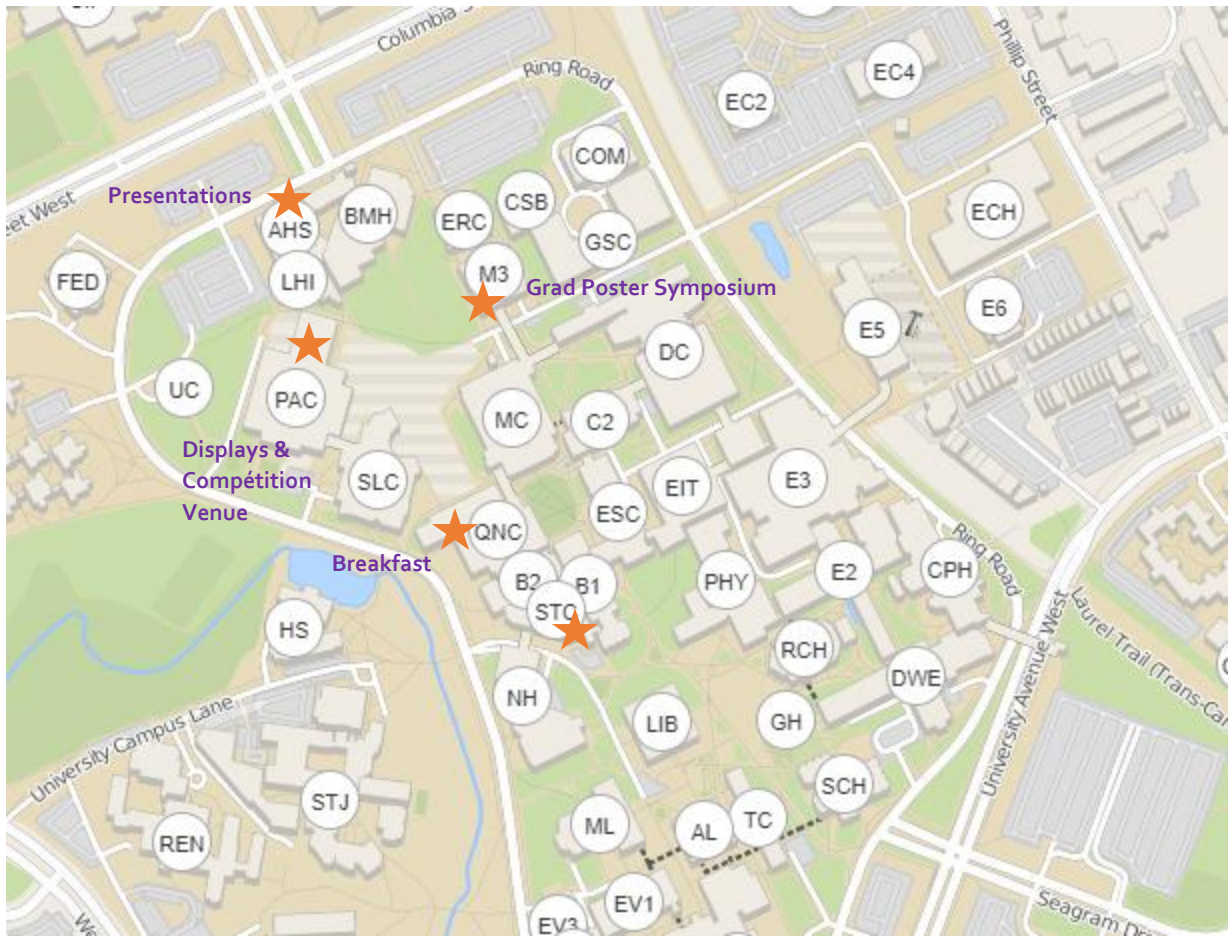 Columbia S
EC4
EC2
Phillip Street
Ring Road
COM
Presentations
eet West
AHS
BMH
ERC
CSB
GSC
ECH
FED
LHI
M3
Grad Poster Symposium
E6
E5
UC
PAC
DC
MC
C2
Displays &
Compétition
Venue
SLC
EIT
E3
ESC
QNC
Breakfast
Ring Road
B2
B1
PHY
E2
CPH
STC
HS
RCH
University Avenue West
Laurel Trail (Trans-Ca
DWE
NH
LIB
GH
University Campus Lane
STJ
SCH
REN
ML
AL
TC
EV1
EV3
Seagram Dr
We